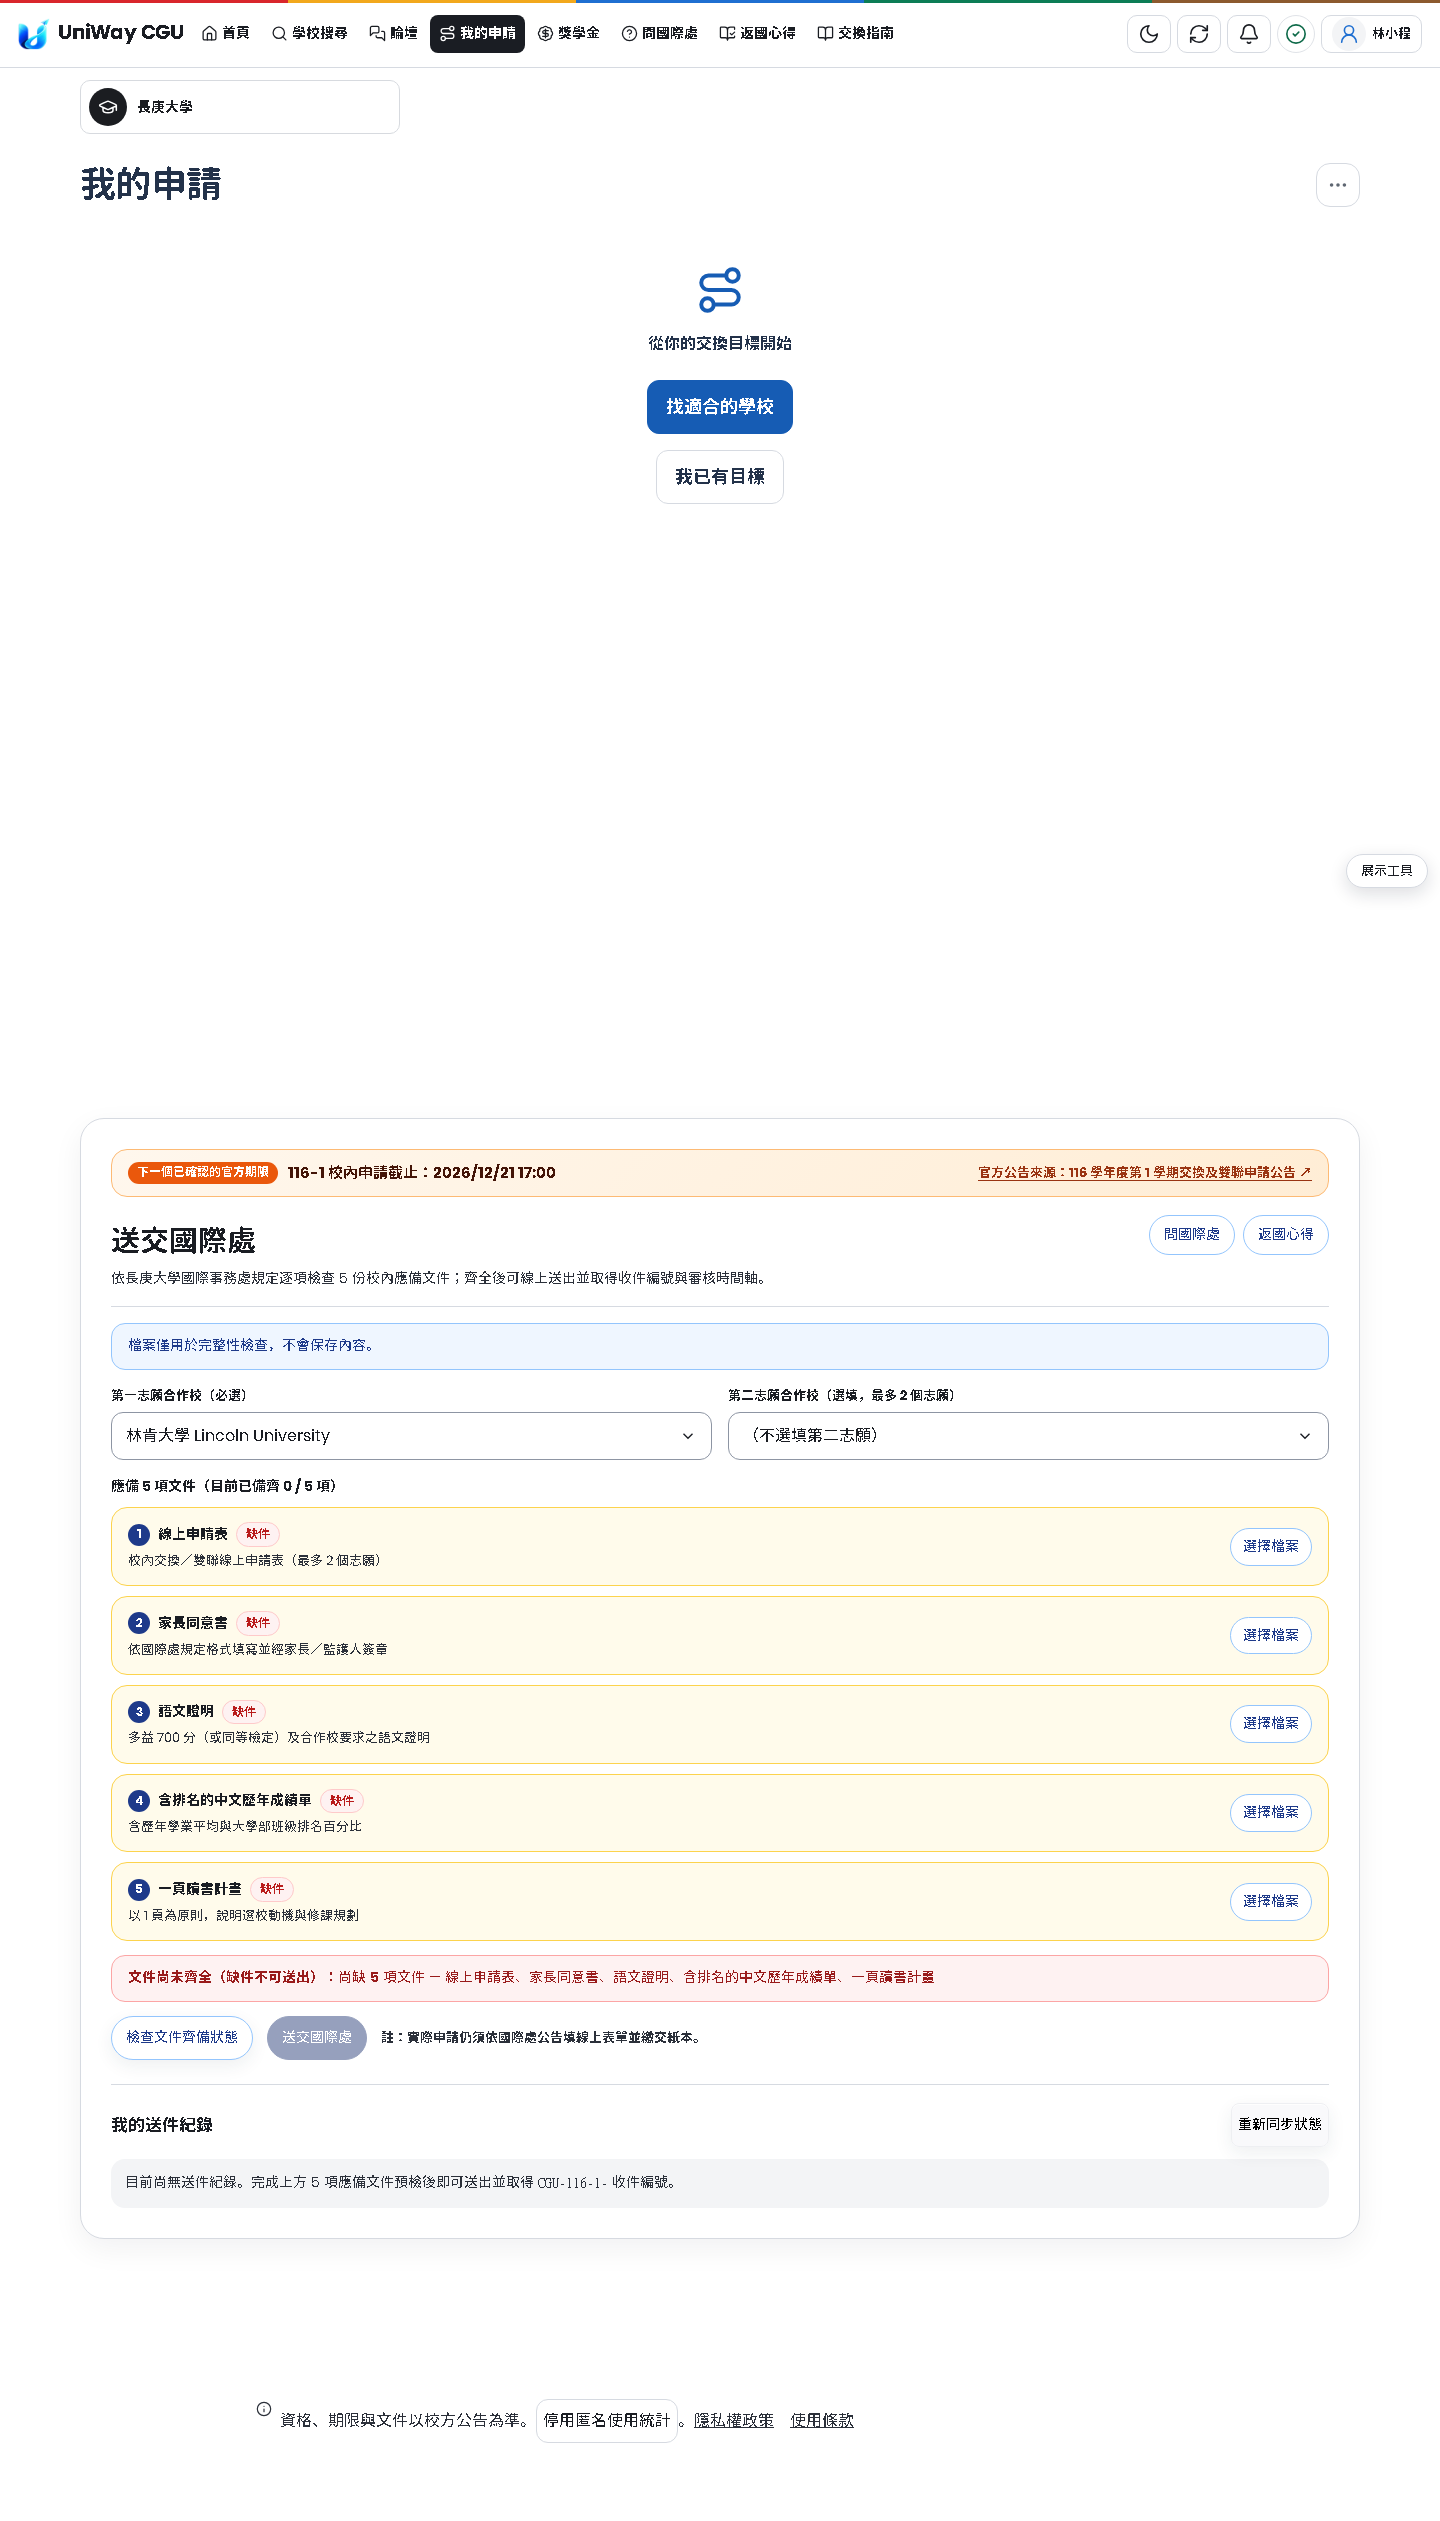 UniWay CGU 首頁 學校搜尋 論壇 我的申請 獎學金 問國際處 返國心得 交換指南 林小程
長庚大學
我的申請
從你的交換目標開始
找適合的學校
我已有目標
展示工具
下一個已確認的官方期限 116-1 校內申請截止：2026/12/21 17:00 官方公告來源：116 學年度第 1 學期交換及雙聯申請公告 ↗
送交國際處 問國際處 返國心得
依長庚大學國際事務處規定逐項檢查 5 份校內應備文件；齊全後可線上送出並取得收件編號與審核時間軸。
檔案僅用於完整性檢查，不會保存內容。
第一志願合作校（必選） 第二志願合作校（選填，最多 2 個志願）
林肯大學 Lincoln University （不選填第二志願）
應備 5 項文件（目前已備齊 0 / 5 項）
1 線上申請表 缺件 選擇檔案
校內交換／雙聯線上申請表（最多 2 個志願）
2 家長同意書 缺件 選擇檔案
依國際處規定格式填寫並經家長／監護人簽章
3 語文證明 缺件 選擇檔案
多益 700 分（或同等檢定）及合作校要求之語文證明
4 含排名的中文歷年成績單 缺件 選擇檔案
含歷年學業平均與大學部班級排名百分比
5 一頁讀書計畫 缺件 選擇檔案
以 1 頁為原則，說明選校動機與修課規劃
文件尚未齊全（缺件不可送出）：尚缺 5 項文件 — 線上申請表、家長同意書、語文證明、含排名的中文歷年成績單、一頁讀書計畫
檢查文件齊備狀態 送交國際處 註：實際申請仍須依國際處公告填線上表單並繳交紙本。
我的送件紀錄 重新同步狀態
目前尚無送件紀錄。完成上方 5 項應備文件預檢後即可送出並取得 CGU-116-1- 收件編號。
資格、期限與文件以校方公告為準。 停用匿名使用統計 。隱私權政策 使用條款